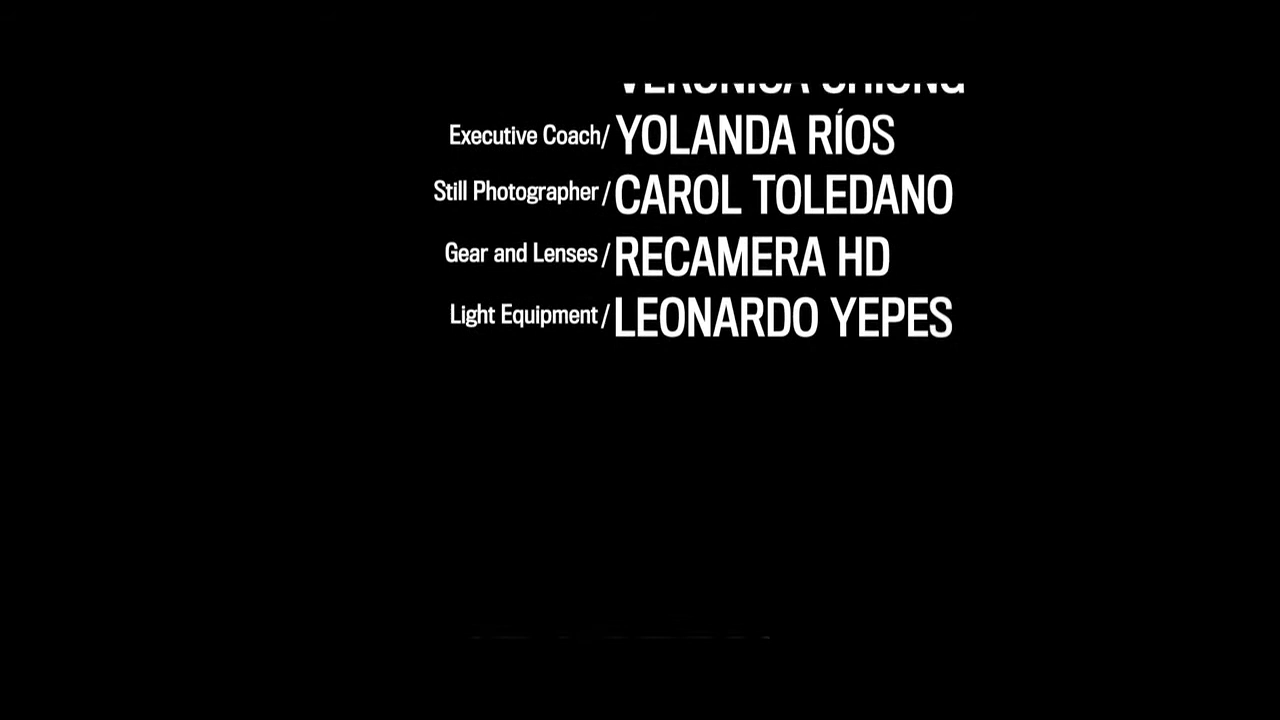 Executive Coach/ YOLANDA RÍOS
Still Photographer / CAROL TOLEDANO
Gear and Lenses / RECAMERA HD
Light Equipment / LEONARDO YEPES